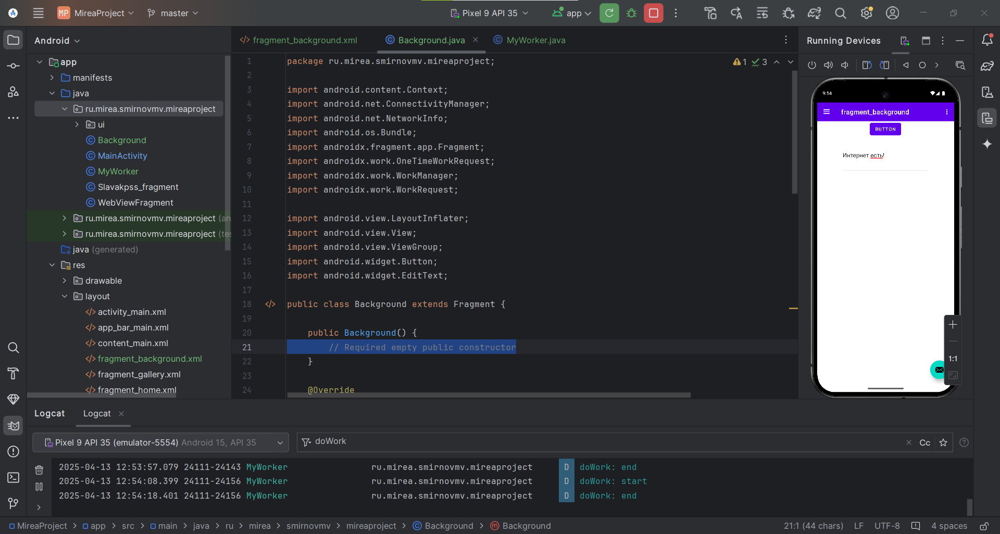 MP MireaProject master Pixel 9 API 35 app
Android
app
manifests
java
ru.mirea.smirnovmv.mireaproject
ui
Background
MainActivity
MyWorker
Slavakpss_fragment
WebViewFragment
ru.mirea.smirnovmv.mireaproject (an
ru.mirea.smirnovmv.mireaproject (tes
java (generated)
res
drawable
layout
activity_main.xml
app_bar_main.xml
content_main.xml
fragment_background.xml
fragment_gallery.xml
fragment_home.xml
fragment_background.xml Background.java MyWorker.java
1 package ru.mirea.smirnovmv.mireaproject;
2
3 import android.content.Context;
4 import android.net.ConnectivityManager;
5 import android.net.NetworkInfo;
6 import android.os.Bundle;
7 import androidx.fragment.app.Fragment;
8 import androidx.work.OneTimeWorkRequest;
9 import androidx.work.WorkManager;
10 import androidx.work.WorkRequest;
11
12 import android.view.LayoutInflater;
13 import android.view.View;
14 import android.view.ViewGroup;
15 import android.widget.Button;
16 import android.widget.EditText;
17
18 public class Background extends Fragment {
19
20 public Background() {
21 // Required empty public constructor
22 }
23
24 @Override
1 3
Running Devices
9:54
fragment_background
BUTTON
Интернет есть!
1:1
Logcat Logcat
Pixel 9 API 35 (emulator-5554) Android 15, API 35
doWork
Cc
2025-04-13 12:53:57.079 24111-24143 MyWorker ru.mirea.smirnovmv.mireaproject D doWork: end
2025-04-13 12:54:08.399 24111-24156 MyWorker ru.mirea.smirnovmv.mireaproject D doWork: start
2025-04-13 12:54:18.401 24111-24156 MyWorker ru.mirea.smirnovmv.mireaproject D doWork: end
MireaProject > app > src > main > java > ru > mirea > smirnovmv > mireaproject > Background > Background
21:1 (44 chars) LF UTF-8 4 spaces